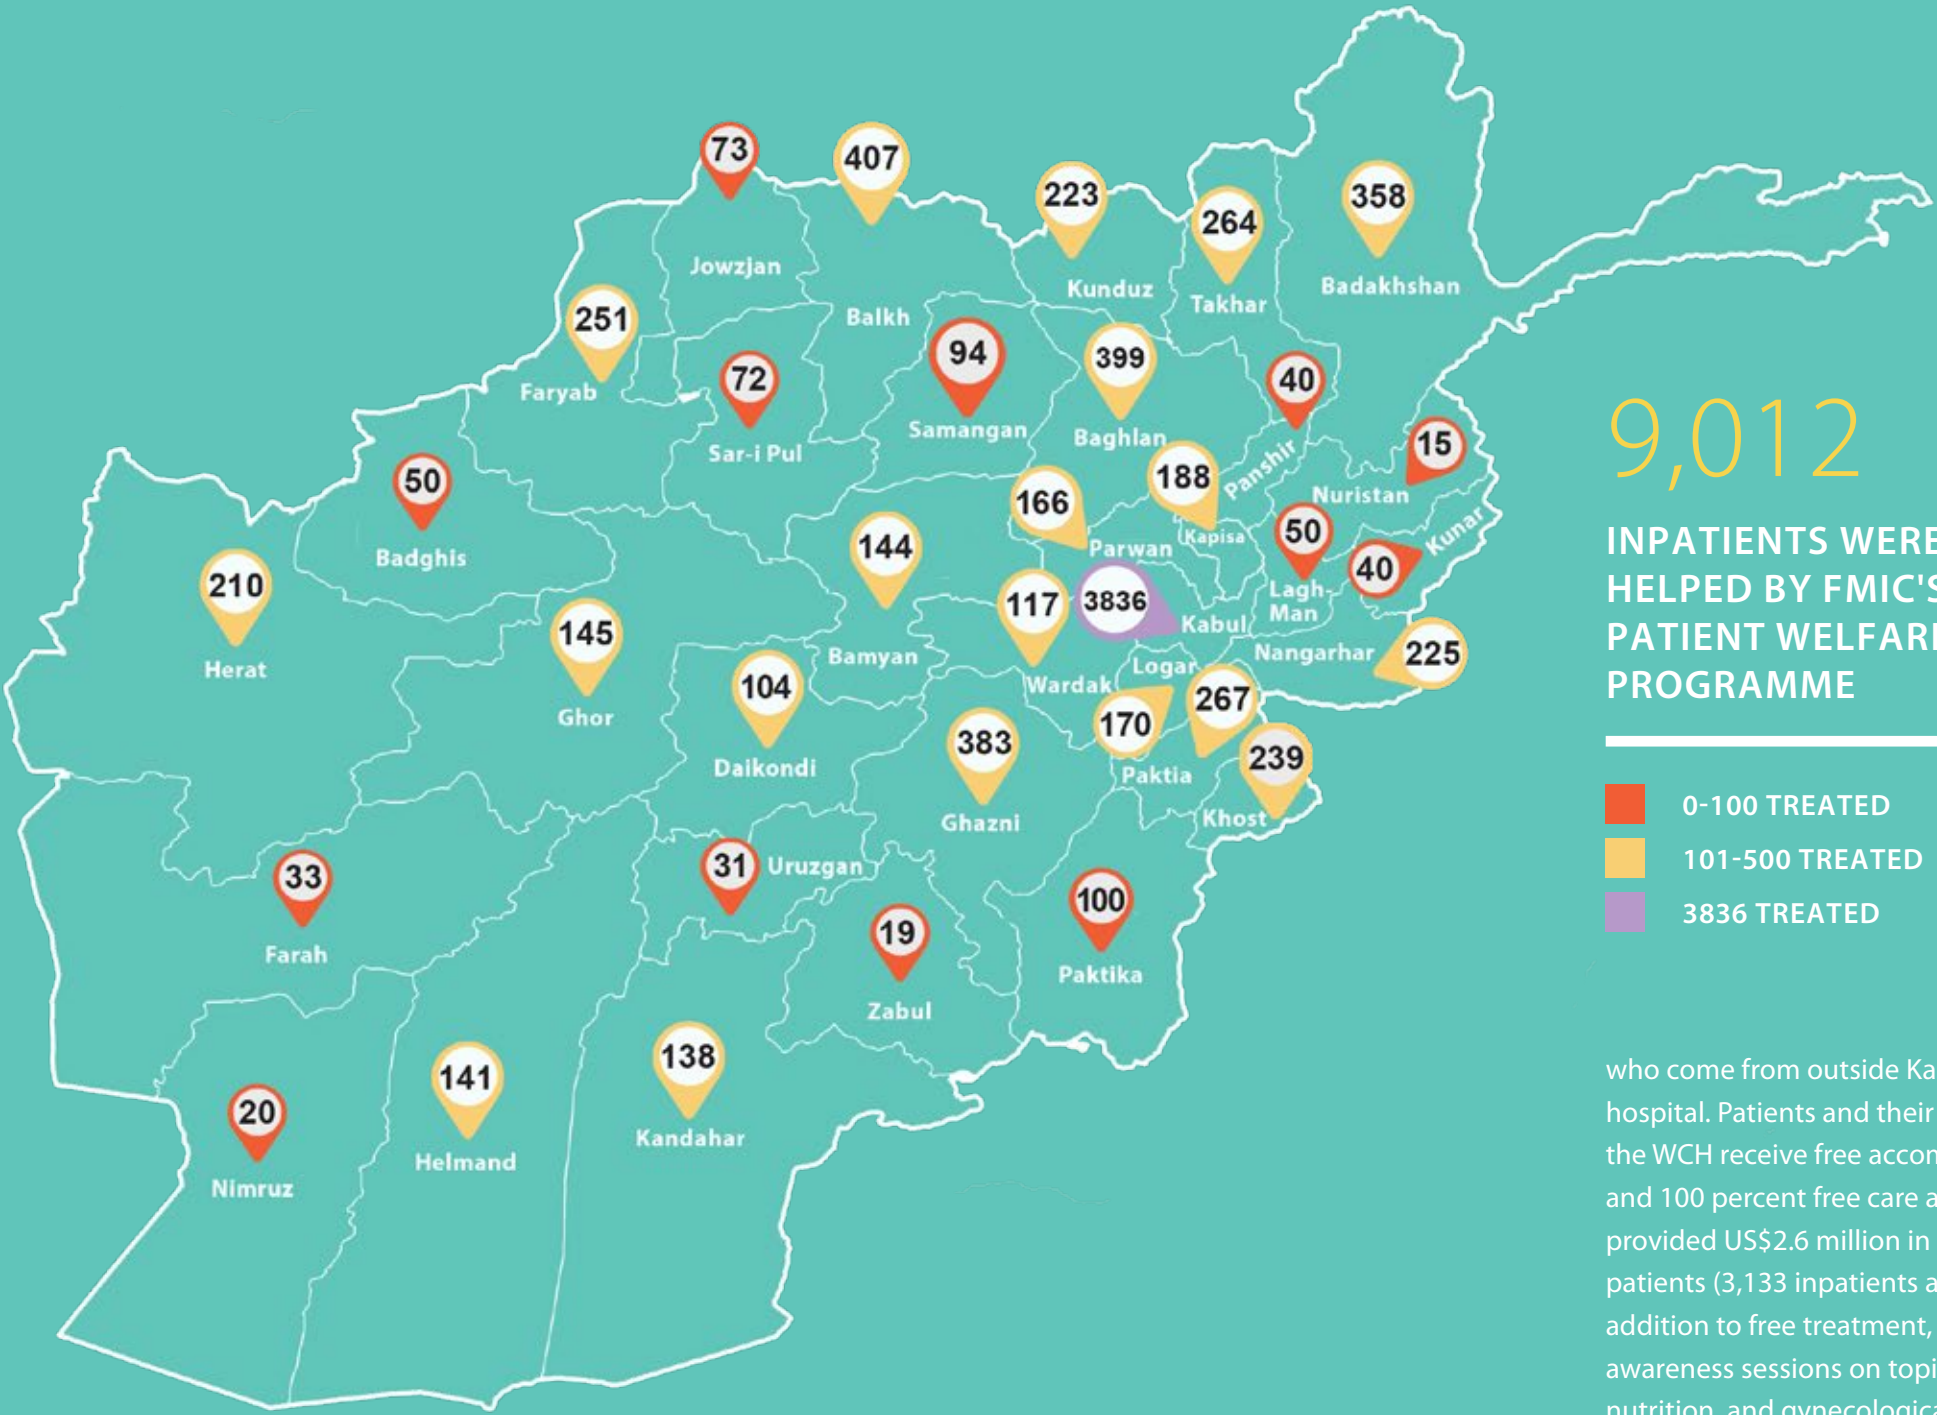 73
407
223
264
358
Jowzjan
Kunduz
Takhar
Badakhshan
251
Balkh
Faryab
72
94
399
40
Sar-i Pul
Samangan
Baghlan
Panshir
15
Nuristan
50
Badghis
166
188
Parwan
Kapisa
50
Lagh-
Man
40
Kunar
210
Herat
145
Ghor
144
Bamyan
117
Wardak
3836
Kabul
Nangarhar
225
104
Daikondi
Logar
170
267
Paktia
239
Khost
383
Ghazni
33
Farah
31
Uruzgan
19
Zabul
100
Paktika
20
Nimruz
141
Helmand
138
Kandahar
9,012
INPATIENTS WERE
HELPED BY FMIC'S
PATIENT WELFARE
PROGRAMME
0-100 TREATED
101-500 TREATED
3836 TREATED
who come from outside Ka
hospital. Patients and their
the WCH receive free accom
and 100 percent free care a
provided US$2.6 million in
patients (3,133 inpatients a
addition to free treatment,
awareness sessions on topi
nutrition, and gynecologica